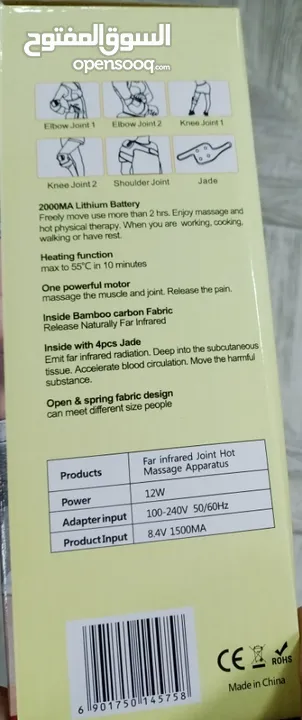 السوق المفتوح
opensooq.com
Elbow Joint 1
Elbow Joint 2
Knee Joint 1
Knee Joint 2
Shoulder Joint
Jade
2000MA Lithium Battery
Freely move use more than 2 hrs. Enjoy massage and
hot physical therapy. When you are working, cooking,
walking or have rest.
Heating function
max to 55°C in 10 minutes
One powerful motor
massage the muscle and joint. Release the pain.
Inside Bamboo carbon Fabric
Release Naturally Far Infrared
Inside with 4pcs Jade
Emit far infrared radiation. Deep into the subcutaneous
tissue. Accelerate blood circulation. Move the harmful
substance.
Open & spring fabric design
can meet different size people
Products
Far infrared Joint Hot
Massage Apparatus
Power
12W
Adapter input
100-240V 50/60Hz
Product Input
8.4V 1500MA
6 901750 145758
CE
ROHS
Made in China